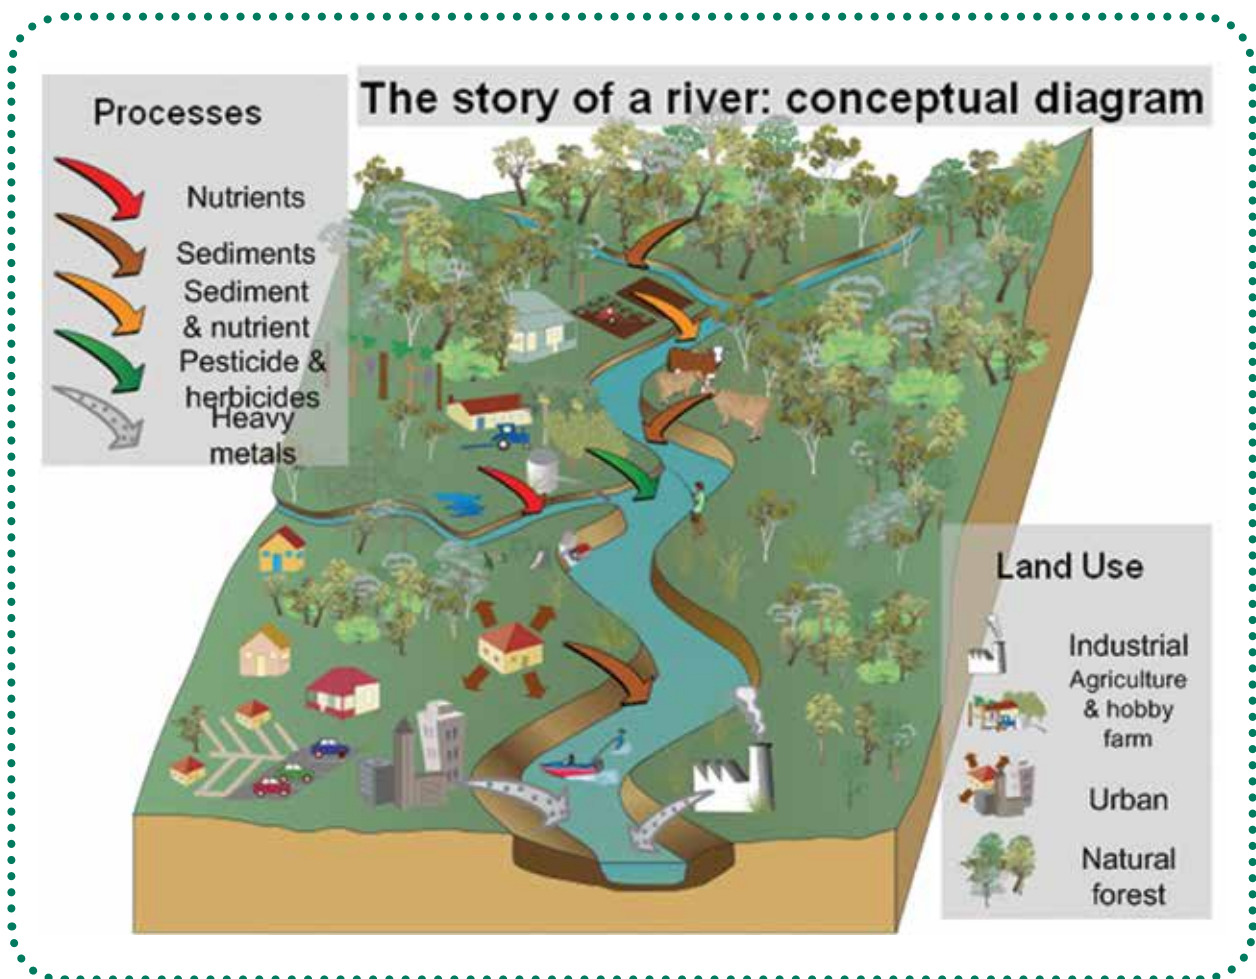 The story of a river: conceptual diagram
Processes
Nutrients
Sediments
Sediment
& nutrient
Pesticide &
herbicides
Heavy
metals
Land Use
Industrial
Agriculture
& hobby
farm
Urban
Natural
forest